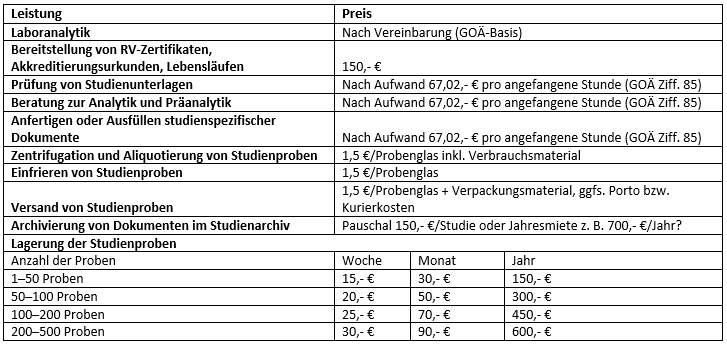 Leistung Preis
Laboranalytik Nach Vereinbarung (GOÄ-Basis)
Bereitstellung von RV-Zertifikaten,
Akkreditierungsurkunden, Lebensläufen 150,- €
Prüfung von Studienunterlagen Nach Aufwand 67,02,- € pro angefangene Stunde (GOÄ Ziff. 85)
Beratung zur Analytik und Präanalytik Nach Aufwand 67,02,- € pro angefangene Stunde (GOÄ Ziff. 85)
Anfertigen oder Ausfüllen studienspezifischer
Dokumente Nach Aufwand 67,02,- € pro angefangene Stunde (GOÄ Ziff. 85)
Zentrifugation und Aliquotierung von Studienproben 1,5 €/Probenglas inkl. Verbrauchsmaterial
Einfrieren von Studienproben 1,5 €/Probenglas
1,5 €/Probenglas + Verpackungsmaterial, ggfs. Porto bzw.
Versand von Studienproben Kurierkosten
Archivierung von Dokumenten im Studienarchiv Pauschal 150,- €/Studie oder Jahresmiete z. B. 700,- €/Jahr?
Lagerung der Studienproben
Anzahl der Proben Woche Monat Jahr
1–50 Proben 15,- € 30,- € 150,- €
50–100 Proben 20,- € 50,- € 300,- €
100–200 Proben 25,- € 70,- € 450,- €
200–500 Proben 30,- € 90,- € 600,- €